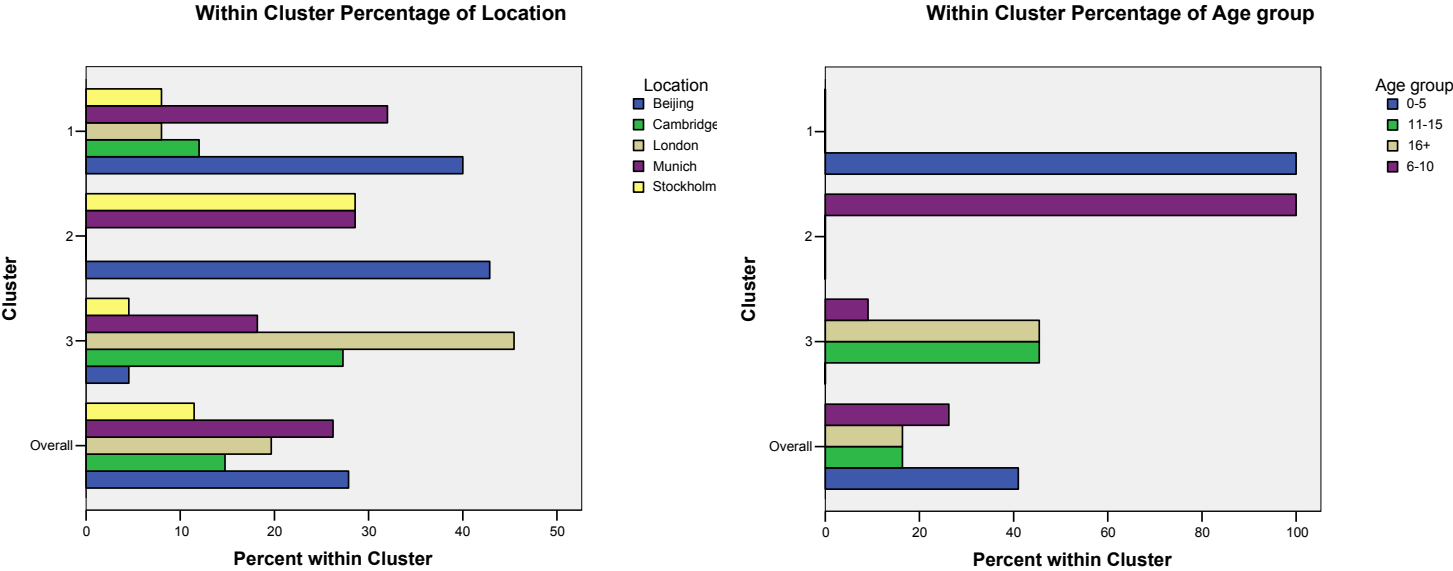 Within Cluster Percentage of Location
Location
Beijing
Cambridge
London
Munich
Stockholm
Cluster
1
2
3
Overall
0 10 20 30 40 50
Percent within Cluster
Within Cluster Percentage of Age group
Age group
0-5
11-15
16+
6-10
Cluster
1
2
3
Overall
0 20 40 60 80 100
Percent within Cluster